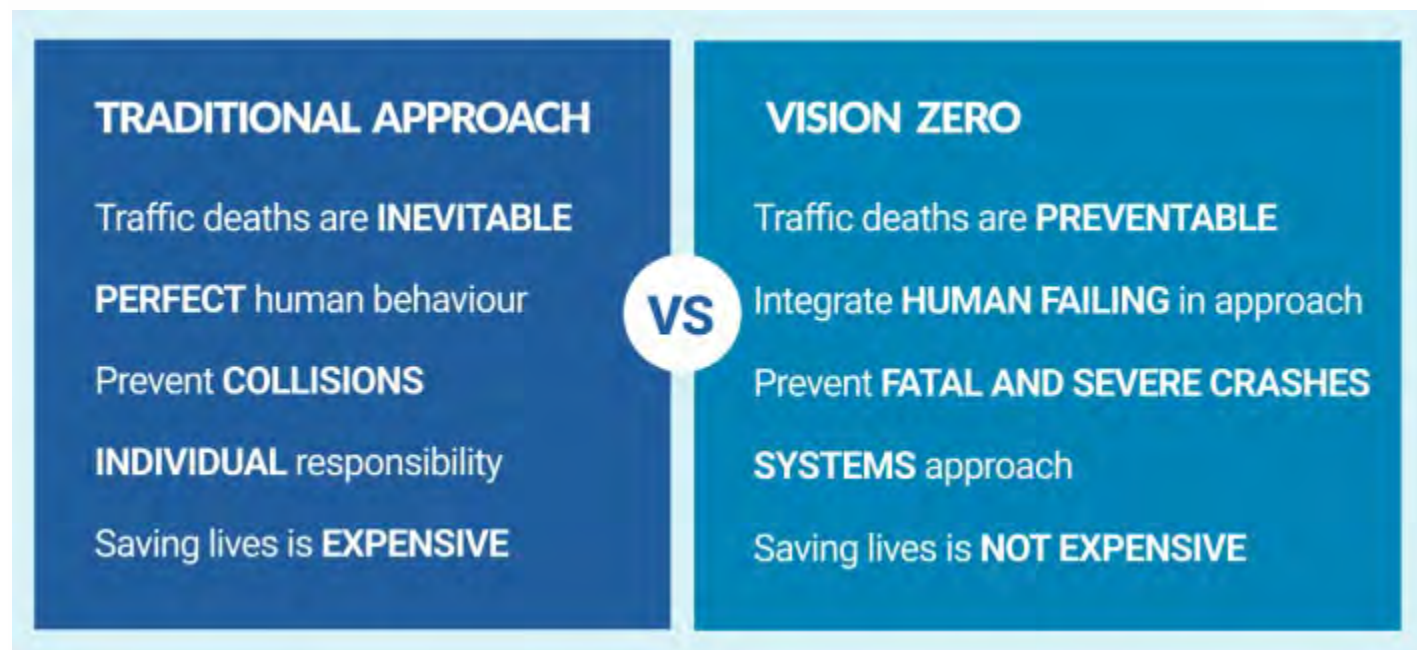 TRADITIONAL APPROACH
Traffic deaths are INEVITABLE
PERFECT human behaviour
Prevent COLLISIONS
INDIVIDUAL responsibility
Saving lives is EXPENSIVE
VS
VISION ZERO
Traffic deaths are PREVENTABLE
Integrate HUMAN FAILING in approach
Prevent FATAL AND SEVERE CRASHES
SYSTEMS approach
Saving lives is NOT EXPENSIVE